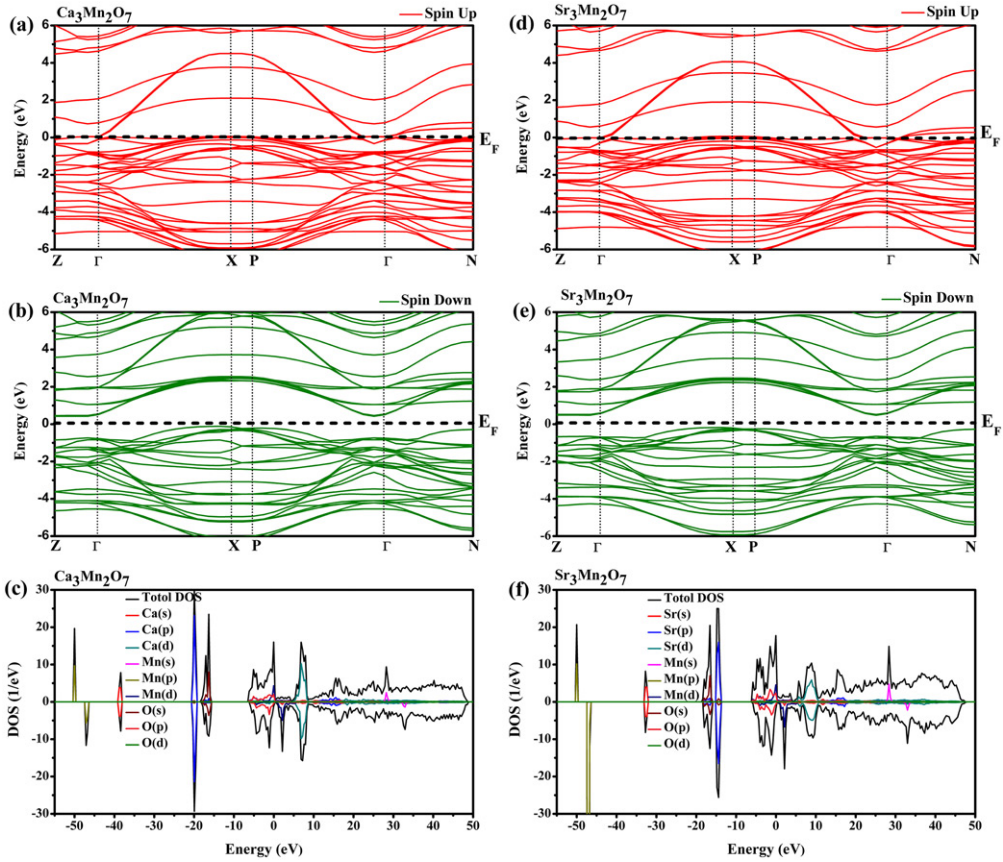 (a) Ca3Mn2O7 Spin Up
Energy (eV)
6
4
2
0
-2
-4
-6
EF
Z Γ X P Γ N
(d) Sr3Mn2O7 Spin Up
Energy (eV)
6
4
2
0
-2
-4
-6
EF
Z Γ X P Γ N
(b) Ca3Mn2O7 Spin Down
Energy (eV)
6
4
2
0
-2
-4
-6
EF
Z Γ X P Γ N
(e) Sr3Mn2O7 Spin Down
Energy (eV)
6
4
2
0
-2
-4
-6
EF
Z Γ X P Γ N
(c) Ca3Mn2O7
DOS (1/eV)
30
20
10
0
-10
-20
-30
Totol DOS
Ca(s)
Ca(p)
Ca(d)
Mn(s)
Mn(p)
Mn(d)
O(s)
O(p)
O(d)
-50 -40 -30 -20 -10 0 10 20 30 40 50
Energy (eV)
(f) Sr3Mn2O7
DOS (1/eV)
30
20
10
0
-10
-20
-30
Totol DOS
Sr(s)
Sr(p)
Sr(d)
Mn(s)
Mn(p)
Mn(d)
O(s)
O(p)
O(d)
-50 -40 -30 -20 -10 0 10 20 30 40 50
Energy (eV)